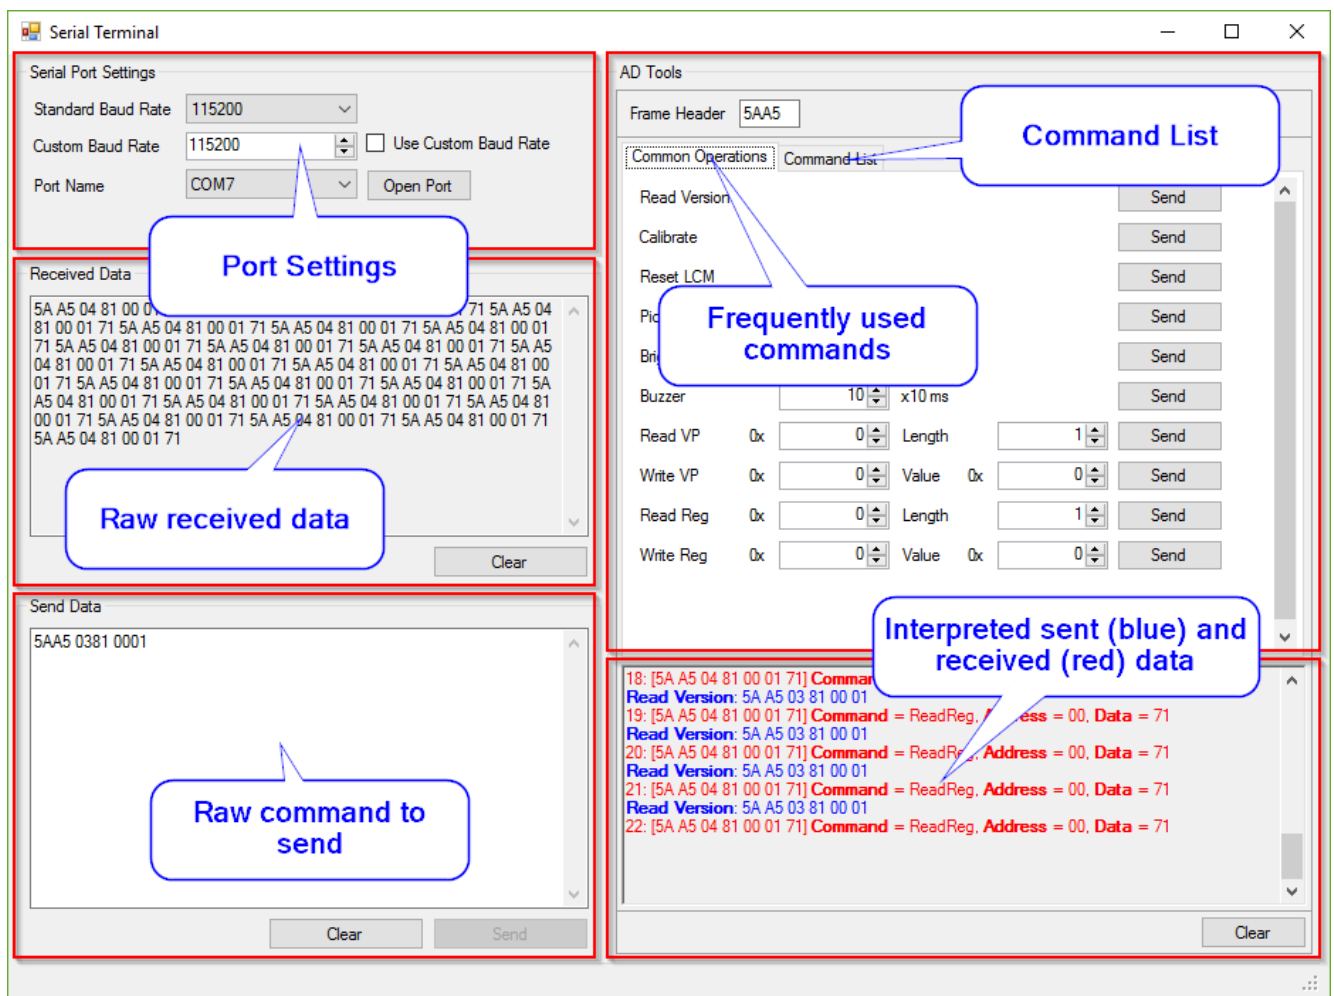 Serial Terminal
Serial Port Settings
Standard Baud Rate 115200
Custom Baud Rate 115200 Use Custom Baud Rate
Port Name COM7 Open Port
Port Settings
Received Data
5A A5 04 81 00 71 5A A5 04
81 00 01 71 5A A5 04 81 00 01 71 5A A5 04 81 00 01 71 5A A5 04 81 00 01
71 5A A5 04 81 00 01 71 5A A5 04 81 00 01 71 5A A5 04 81 00 01 71 5A A5
04 81 00 01 71 5A A5 04 81 00 01 71 5A A5 04 81 00 01 71 5A A5 04 81 00
01 71 5A A5 04 81 00 01 71 5A A5 04 81 00 01 71 5A A5 04 81 00 01 71 5A
A5 04 81 00 01 71 5A A5 04 81 00 01 71 5A A5 04 81 00 01 71 5A A5 04 81
00 01 71 5A A5 04 81 00 01 71 5A A5 04 81 00 01 71 5A A5 04 81 00 01 71
5A A5 04 81 00 01 71
Raw received data
Clear
Send Data
5AA5 0381 0001
Raw command to
send
Clear Send
AD Tools
Frame Header 5AA5
Command List
Common Operations Command List
Read Version Send
Calibrate Send
Reset LCM Send
Send
Send
Frequently used
commands
Buzzer 10 x10 ms Send
Read VP 0x 0 Length 1 Send
Write VP 0x 0 Value 0x 0 Send
Read Reg 0x 0 Length 1 Send
Write Reg 0x 0 Value 0x 0 Send
Interpreted sent (blue) and
received (red) data
18: [5A A5 04 81 00 01 71]
Read Version: 5A A5 03 81 00 01
19: [5A A5 04 81 00 01 71] Command = ReadReg, Address = 00, Data = 71
Read Version: 5A A5 03 81 00 01
20: [5A A5 04 81 00 01 71] Command = ReadReg, Address = 00, Data = 71
Read Version: 5A A5 03 81 00 01
21: [5A A5 04 81 00 01 71] Command = ReadReg, Address = 00, Data = 71
Read Version: 5A A5 03 81 00 01
22: [5A A5 04 81 00 01 71] Command = ReadReg, Address = 00, Data = 71
Clear